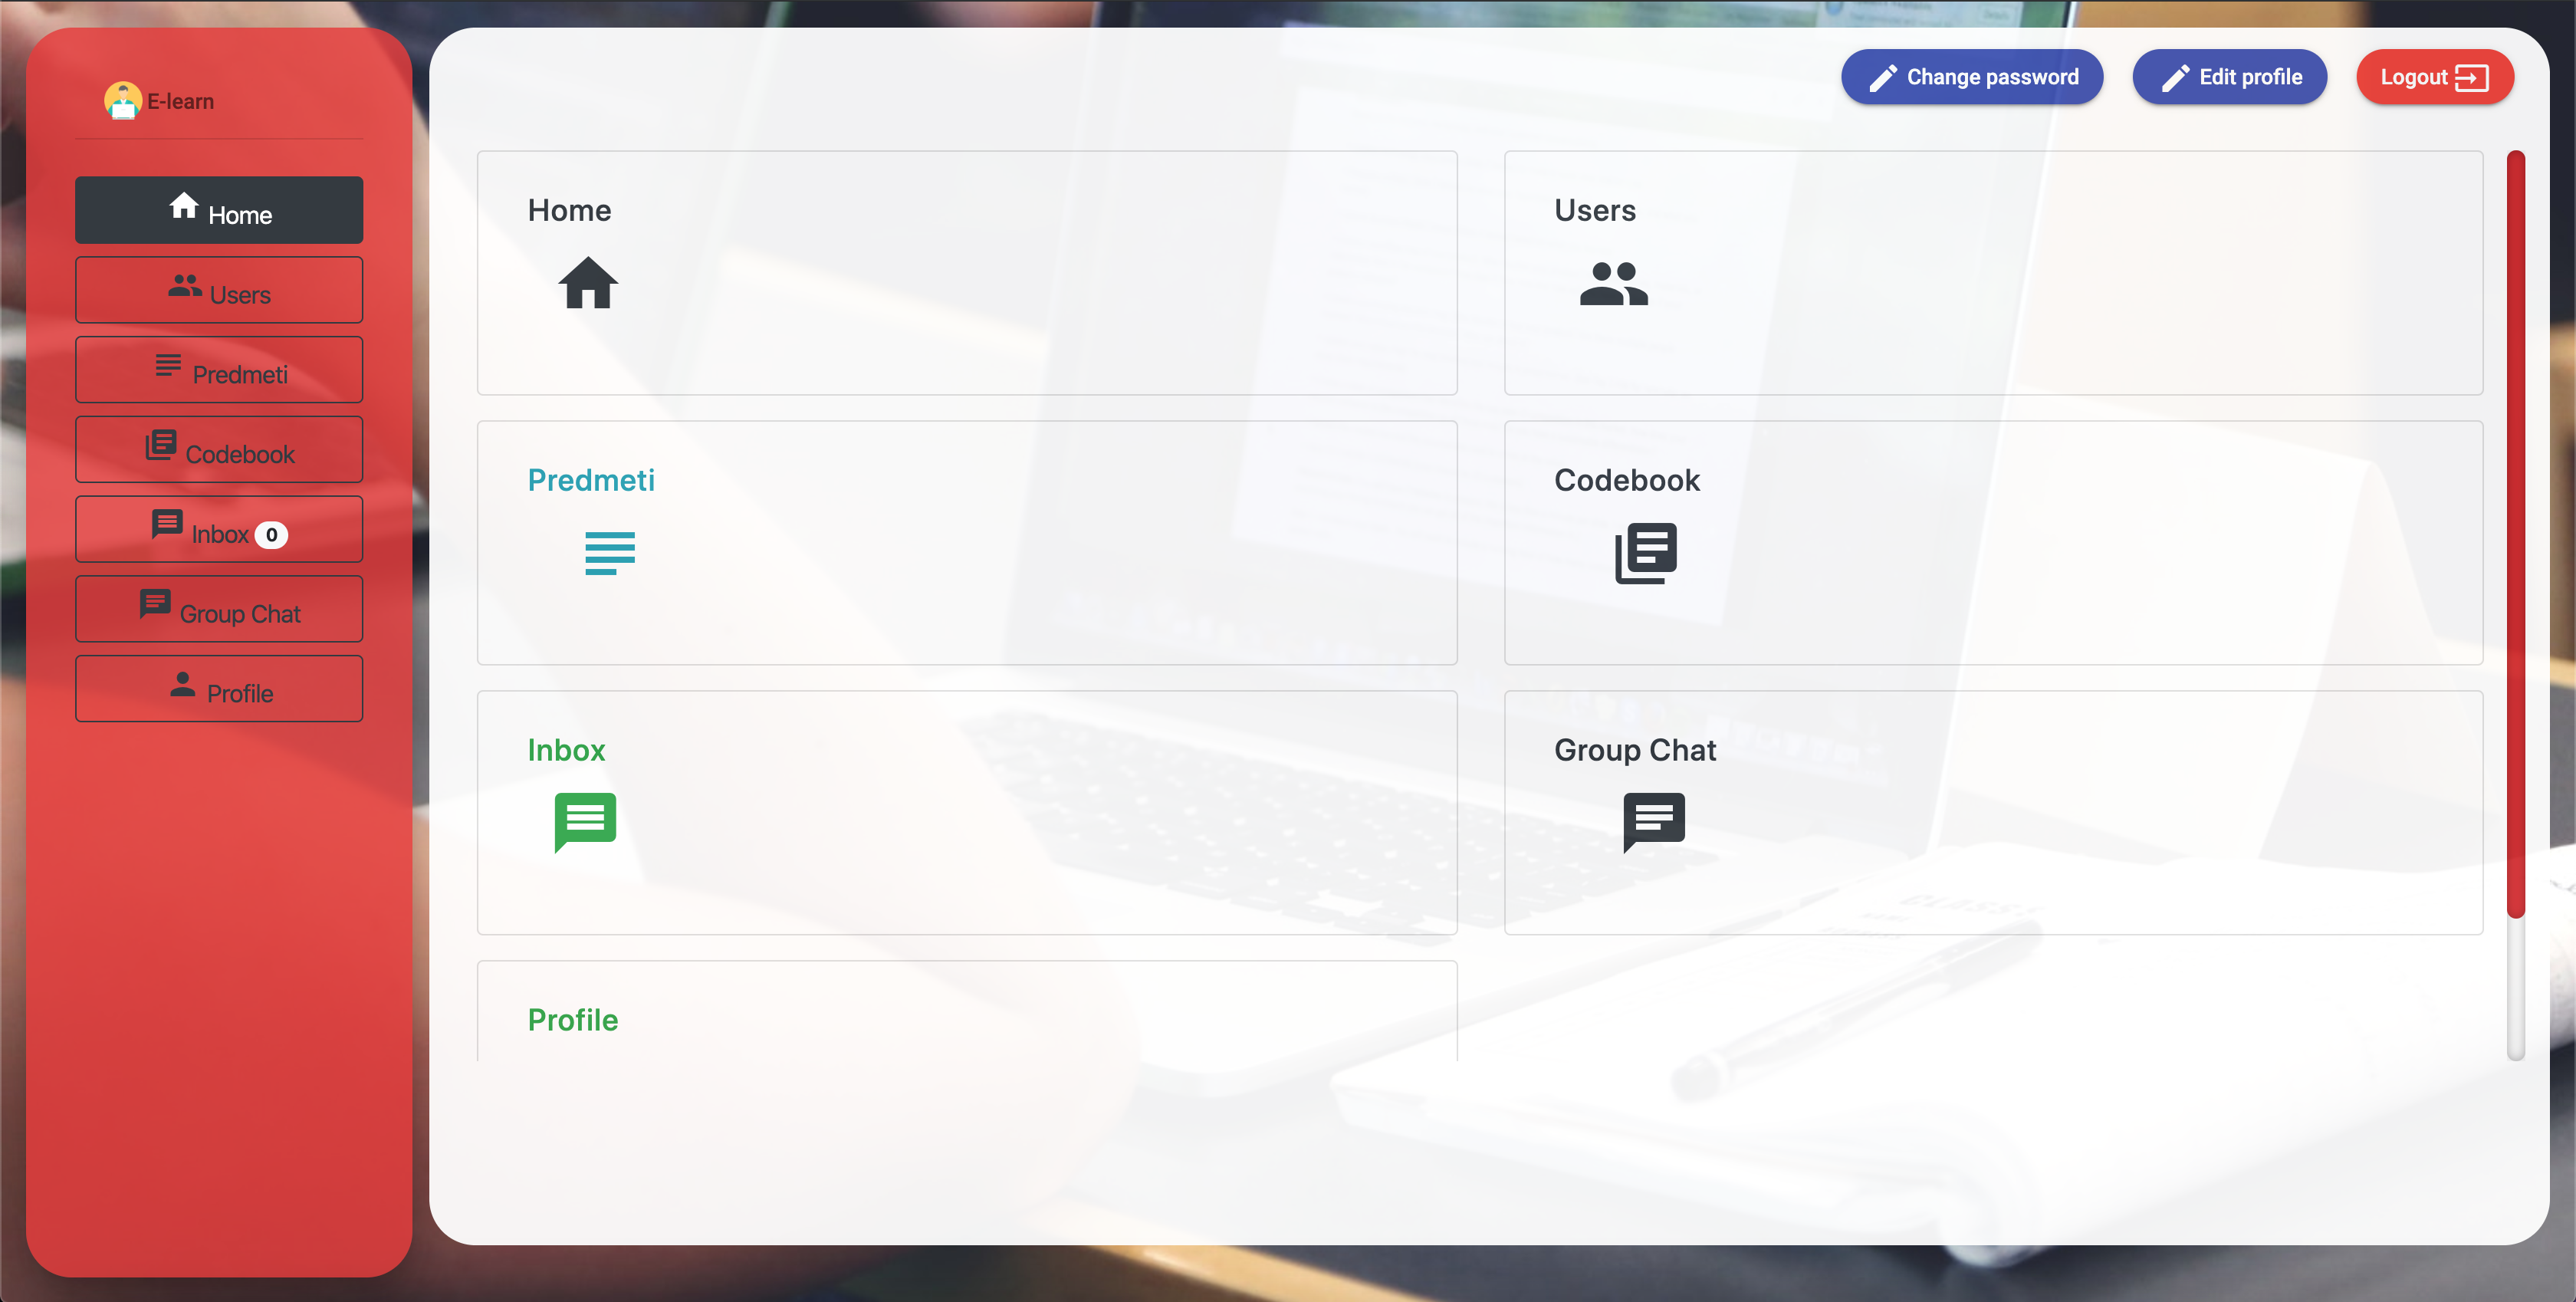 E-learn
Home
Users
Predmeti
Codebook
Inbox 0
Group Chat
Profile
Change password
Edit profile
Logout
Home
Users
Predmeti
Codebook
Inbox
Group Chat
Profile